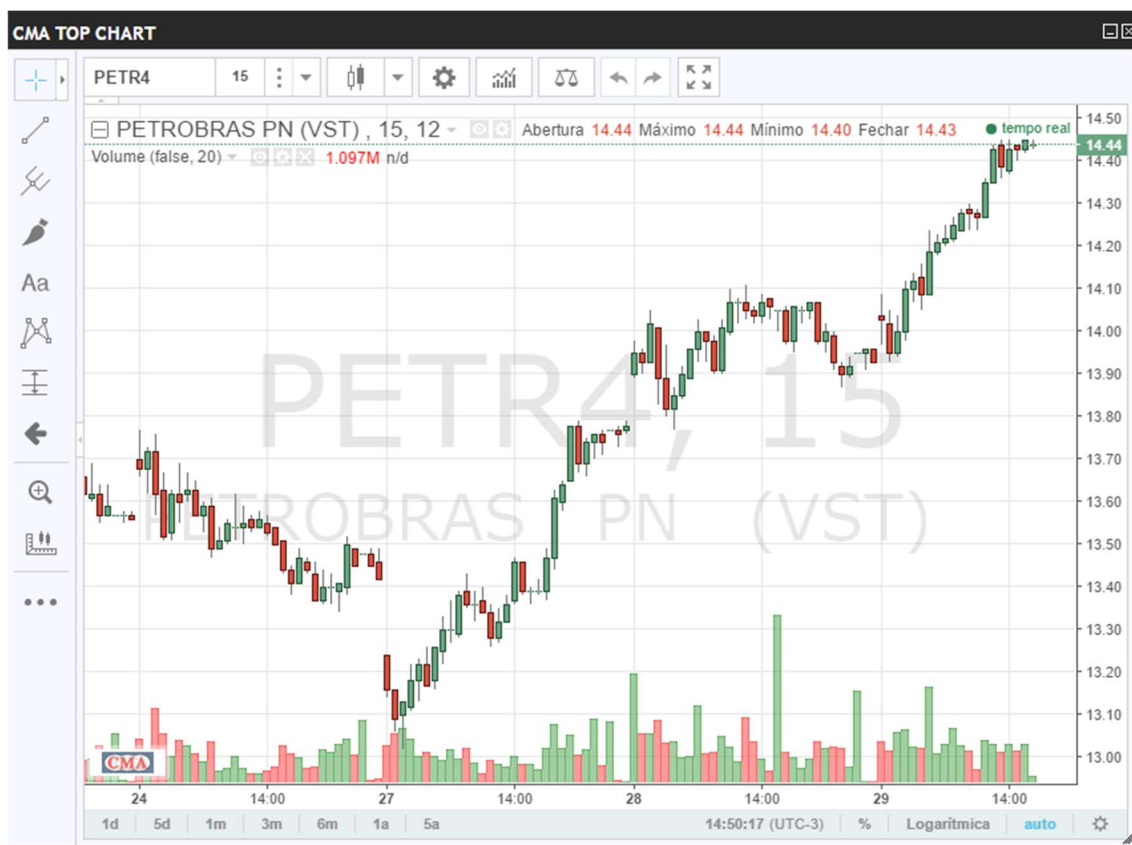 CMA TOP CHART
PETR4 15
PETROBRAS PN (VST) , 15, 12 Abertura 14.44 Máximo 14.44 Mínimo 14.40 Fechar 14.43 tempo real
Volume (false, 20) 1.097M n/d
Aa
PETR4, 15
PETROBRAS PN (VST)
14.50
14.44
14.40
14.30
14.20
14.10
14.00
13.90
13.80
13.70
13.60
13.50
13.40
13.30
13.20
13.10
13.00
CMA
24 14:00 27 14:00 28 14:00 29 14:00
1d 5d 1m 3m 6m 1a 5a 14:50:17 (UTC-3) % Logarítmica auto